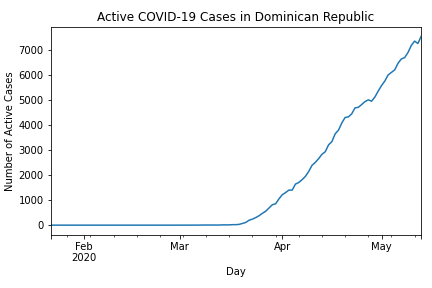 Active COVID-19 Cases in Dominican Republic
Number of Active Cases
7000
6000
5000
4000
3000
2000
1000
0
Feb
2020
Mar
Apr
May
Day